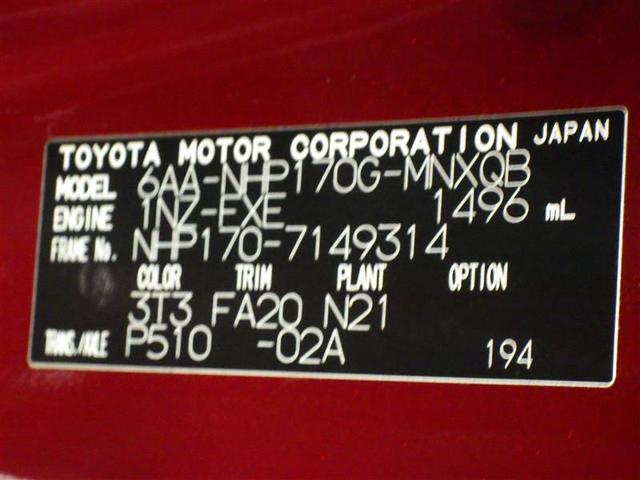 TOYOTA MOTOR CORPORATION JAPAN
MODEL 6AA-NHP170G-MNXQB
ENGINE 1NZ-FXE 1496 mL
FRAME No. NHP170-7149314
COLOR TRIM PLANT OPTION
3T3 FA20 N21
TRANS./AXLE P510 -02A 194